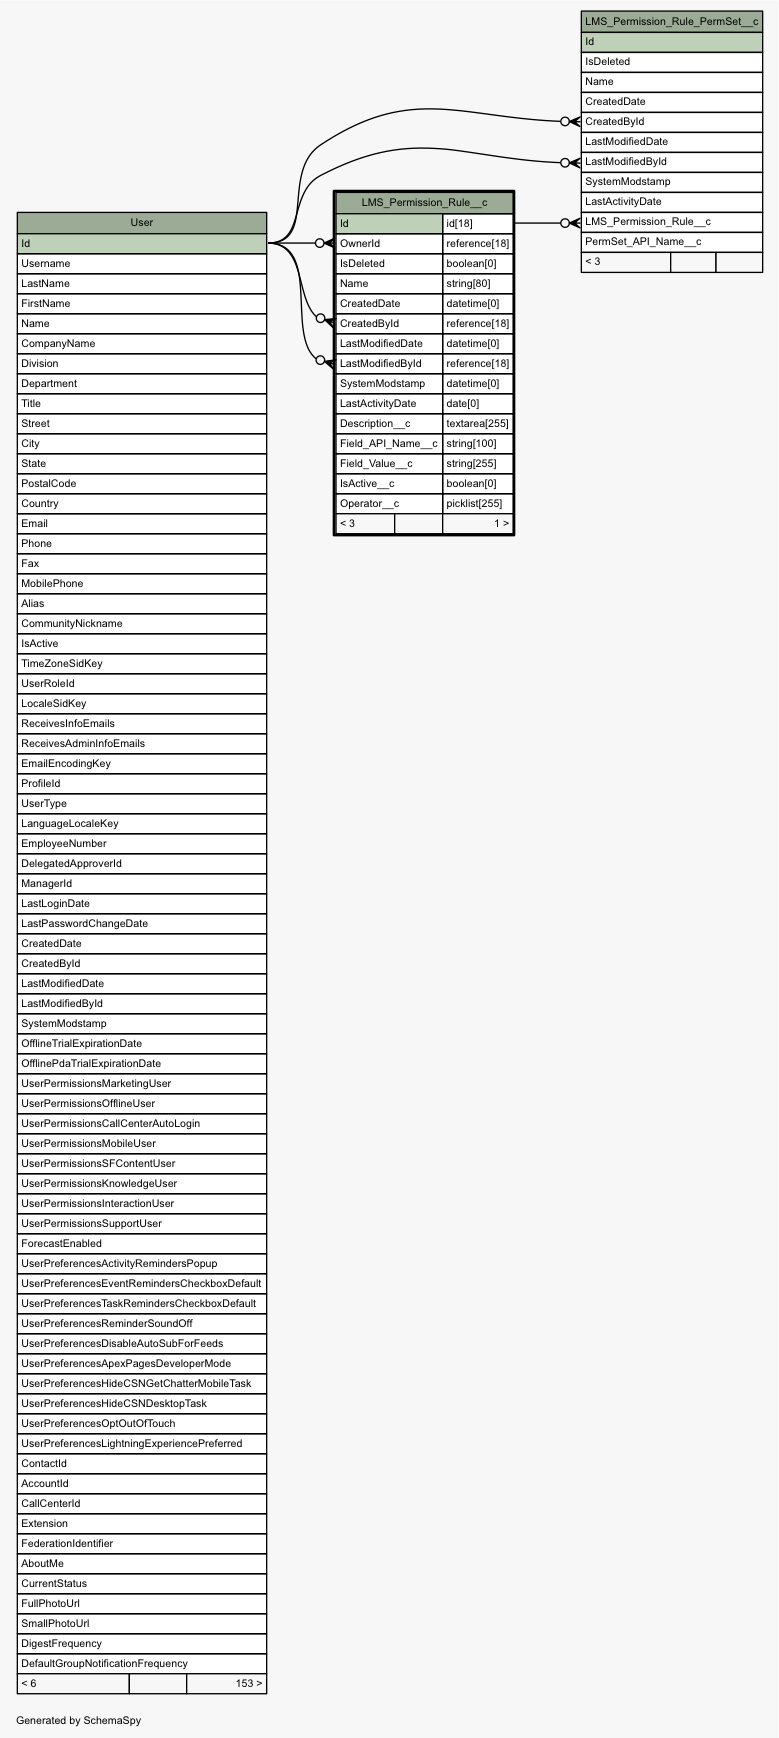 LMS_Permission_Rule_PermSet__c
Id
IsDeleted
Name
CreatedDate
CreatedById
LastModifiedDate
LastModifiedById
SystemModstamp
LastActivityDate
LMS_Permission_Rule__c
PermSet_API_Name__c
< 3
LMS_Permission_Rule__c
Id id[18]
OwnerId reference[18]
IsDeleted boolean[0]
Name string[80]
CreatedDate datetime[0]
CreatedById reference[18]
LastModifiedDate datetime[0]
LastModifiedById reference[18]
SystemModstamp datetime[0]
LastActivityDate date[0]
Description__c textarea[255]
Field_API_Name__c string[100]
Field_Value__c string[255]
IsActive__c boolean[0]
Operator__c picklist[255]
< 3 1 >
User
Id
Username
LastName
FirstName
Name
CompanyName
Division
Department
Title
Street
City
State
PostalCode
Country
Email
Phone
Fax
MobilePhone
Alias
CommunityNickname
IsActive
TimeZoneSidKey
UserRoleId
LocaleSidKey
ReceivesInfoEmails
ReceivesAdminInfoEmails
EmailEncodingKey
ProfileId
UserType
LanguageLocaleKey
EmployeeNumber
DelegatedApproverId
ManagerId
LastLoginDate
LastPasswordChangeDate
CreatedDate
CreatedById
LastModifiedDate
LastModifiedById
SystemModstamp
OfflineTrialExpirationDate
OfflinePdaTrialExpirationDate
UserPermissionsMarketingUser
UserPermissionsOfflineUser
UserPermissionsCallCenterAutoLogin
UserPermissionsMobileUser
UserPermissionsSFContentUser
UserPermissionsKnowledgeUser
UserPermissionsInteractionUser
UserPermissionsSupportUser
ForecastEnabled
UserPreferencesActivityRemindersPopup
UserPreferencesEventRemindersCheckboxDefault
UserPreferencesTaskRemindersCheckboxDefault
UserPreferencesReminderSoundOff
UserPreferencesDisableAutoSubForFeeds
UserPreferencesApexPagesDeveloperMode
UserPreferencesHideCSNGetChatterMobileTask
UserPreferencesHideCSNDesktopTask
UserPreferencesOptOutOfTouch
UserPreferencesLightningExperiencePreferred
ContactId
AccountId
CallCenterId
Extension
FederationIdentifier
AboutMe
CurrentStatus
FullPhotoUrl
SmallPhotoUrl
DigestFrequency
DefaultGroupNotificationFrequency
< 6 153 >
Generated by SchemaSpy